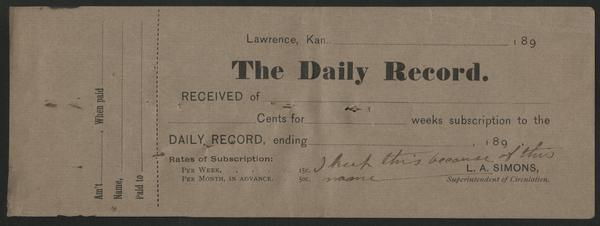 Am't
Name,
Paid to
When paid
Lawrence, Kan. 189
The Daily Record.
RECEIVED of
Cents for weeks subscription to the
DAILY RECORD, ending , 189
Rates of Subscription:
PER WEEK, . . 15c.
PER MONTH, IN ADVANCE. 50c.
I keep this because of this
name
L. A. SIMONS,
Superintendent of Circulation.